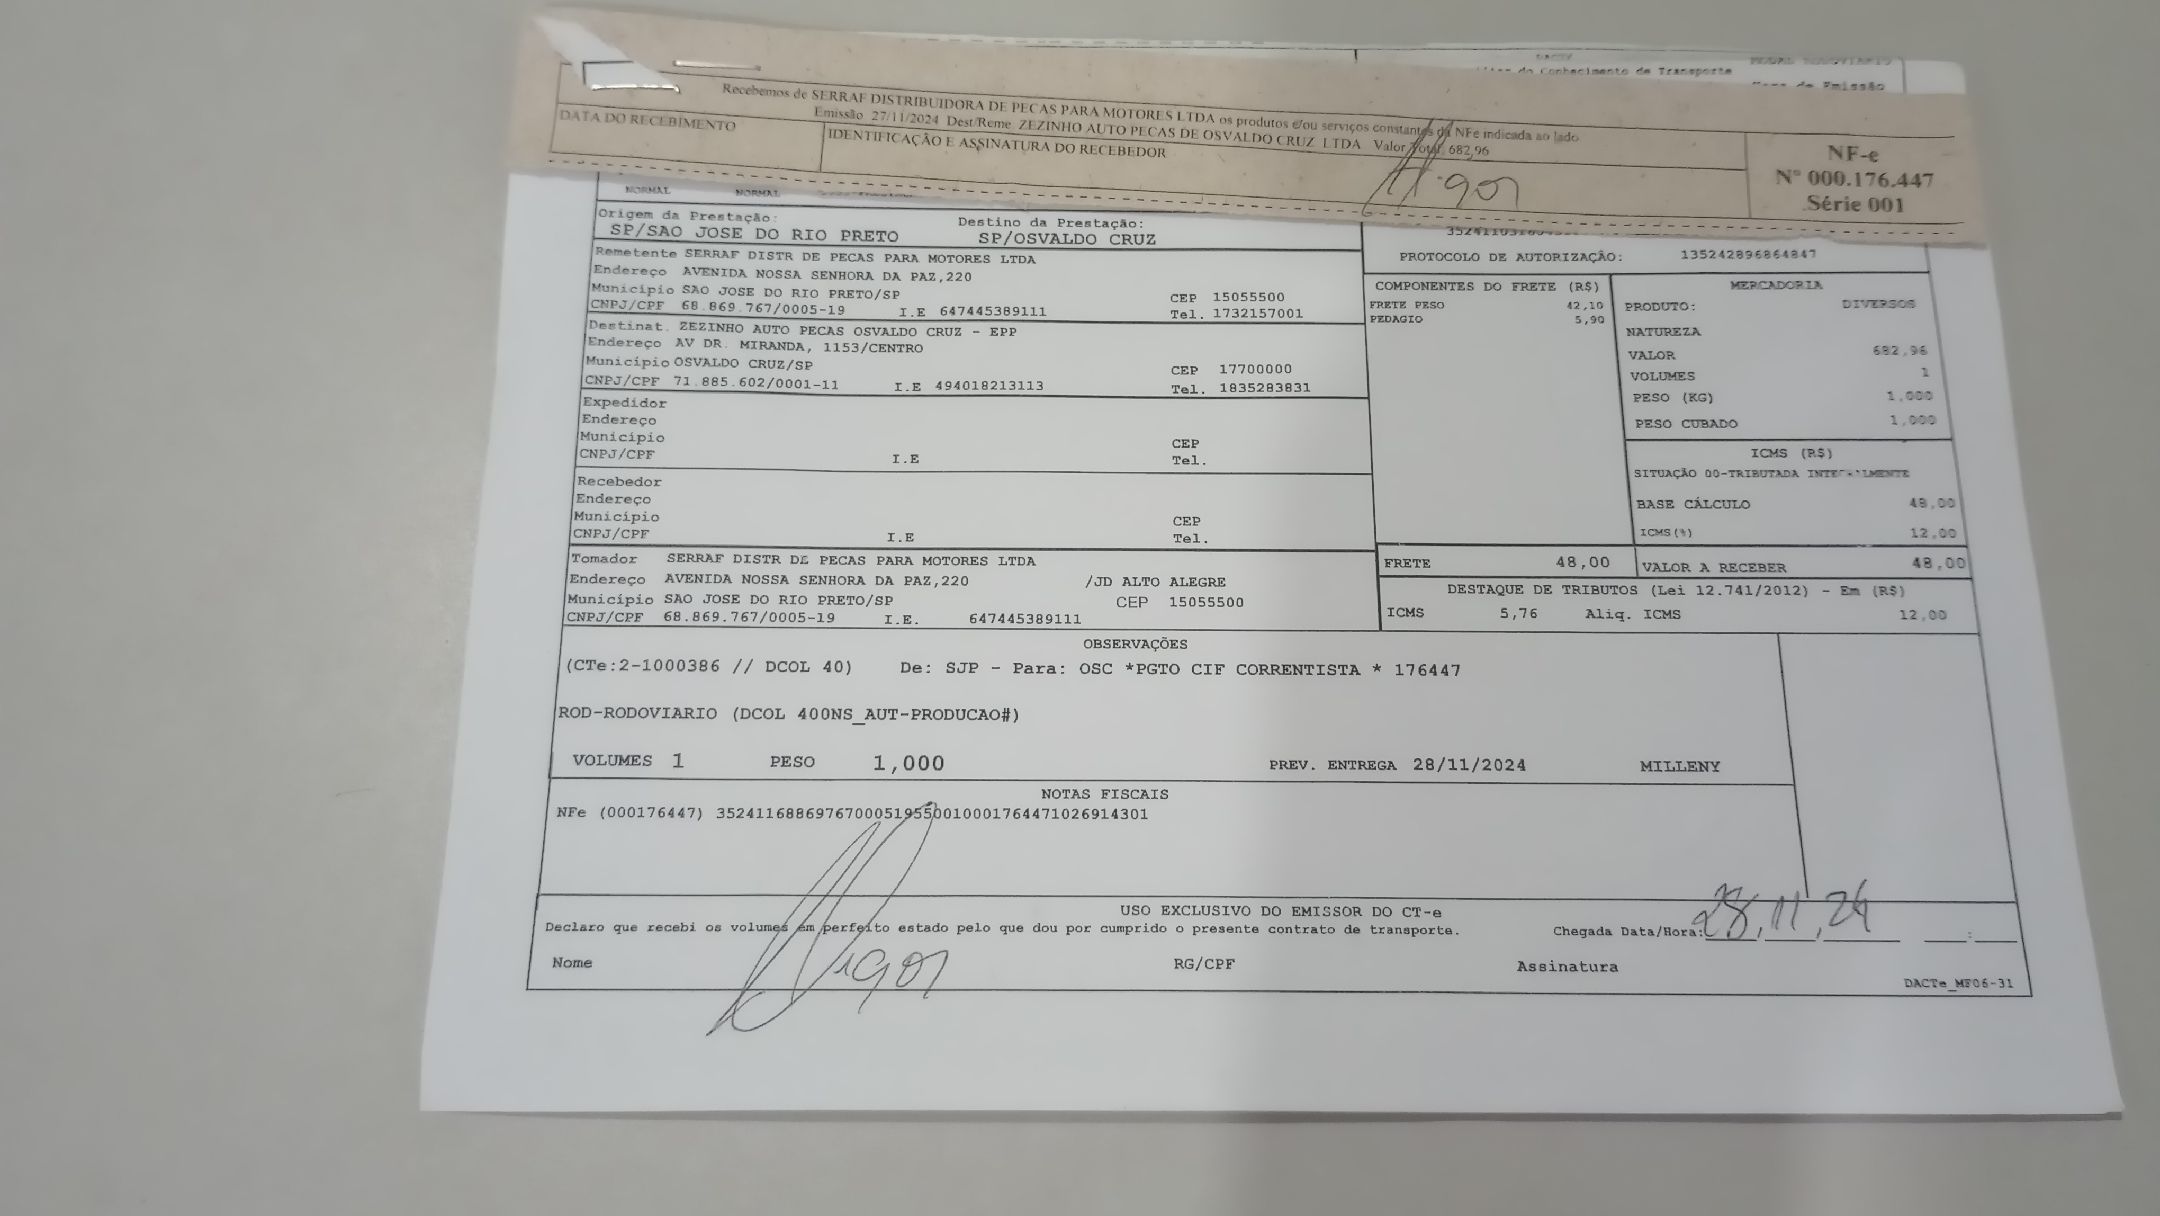 DACTE
MODAL RODOVIÁRIO
do Conhecimento de Transporte
de Emissão
Recebemos de SERRAF DISTRIBUIDORA DE PECAS PARA MOTORES LTDA os produtos e/ou serviços constantes da NFe indicada ao lado
Emissão 27/11/2024 Dest/Reme ZEZINHO AUTO PECAS DE OSVALDO CRUZ LTDA Valor Total 682,96
DATA DO RECEBIMENTO
IDENTIFICAÇÃO E ASSINATURA DO RECEBEDOR
NF-e
Nº 000.176.447
Série 001
NORMAL NORMAL
Origem da Prestação: Destino da Prestação:
SP/SAO JOSE DO RIO PRETO SP/OSVALDO CRUZ
PROTOCOLO DE AUTORIZAÇÃO: 135242896864847
Remetente SERRAF DISTR DE PECAS PARA MOTORES LTDA
Endereço AVENIDA NOSSA SENHORA DA PAZ,220
Município SAO JOSE DO RIO PRETO/SP CEP 15055500
CNPJ/CPF 68.869.767/0005-19 I.E 647445389111 Tel. 1732157001
Destinat. ZEZINHO AUTO PECAS OSVALDO CRUZ - EPP
Endereço AV DR. MIRANDA, 1153/CENTRO
Município OSVALDO CRUZ/SP CEP 17700000
CNPJ/CPF 71.885.602/0001-11 I.E 494018213113 Tel. 1835283831
Expedidor
Endereço
Município CEP
CNPJ/CPF I.E Tel.
Recebedor
Endereço
Município CEP
CNPJ/CPF I.E Tel.
Tomador SERRAF DISTR DE PECAS PARA MOTORES LTDA
Endereço AVENIDA NOSSA SENHORA DA PAZ,220 /JD ALTO ALEGRE
Município SAO JOSE DO RIO PRETO/SP CEP 15055500
CNPJ/CPF 68.869.767/0005-19 I.E. 647445389111
COMPONENTES DO FRETE (R$)
FRETE PESO 42,10
PEDAGIO 5,90
MERCADORIA
PRODUTO: DIVERSOS
NATUREZA
VALOR 682,96
VOLUMES 1
PESO (KG) 1,000
PESO CUBADO 1,000
ICMS (R$)
SITUAÇÃO 00-TRIBUTADA INTEGRALMENTE
BASE CÁLCULO 48,00
ICMS(%) 12,00
FRETE 48,00 VALOR A RECEBER 48,00
DESTAQUE DE TRIBUTOS (Lei 12.741/2012) - Em (R$)
ICMS 5,76 Aliq. ICMS 12,00
OBSERVAÇÕES
(CTe:2-1000386 // DCOL 40) De: SJP - Para: OSC *PGTO CIF CORRENTISTA * 176447
ROD-RODOVIARIO (DCOL 400NS_AUT-PRODUCAO#)
VOLUMES 1 PESO 1,000 PREV. ENTREGA 28/11/2024 MILLENY
NOTAS FISCAIS
NFe (000176447) 35241168869767000519550010001764471026914301
USO EXCLUSIVO DO EMISSOR DO CT-e
Declaro que recebi os volumes em perfeito estado pelo que dou por cumprido o presente contrato de transporte. Chegada Data/Hora: 28,11,24 :
Nome RG/CPF Assinatura
DACTe_MF06-31